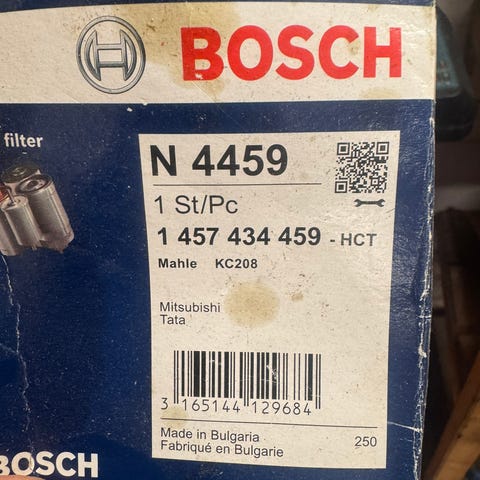 BOSCH
filter
N 4459
1 St/Pc
1 457 434 459 - HCT
Mahle KC208
Mitsubishi
Tata
3 165144 129684
Made in Bulgaria
Fabriqué en Bulgarie 250
BOSCH